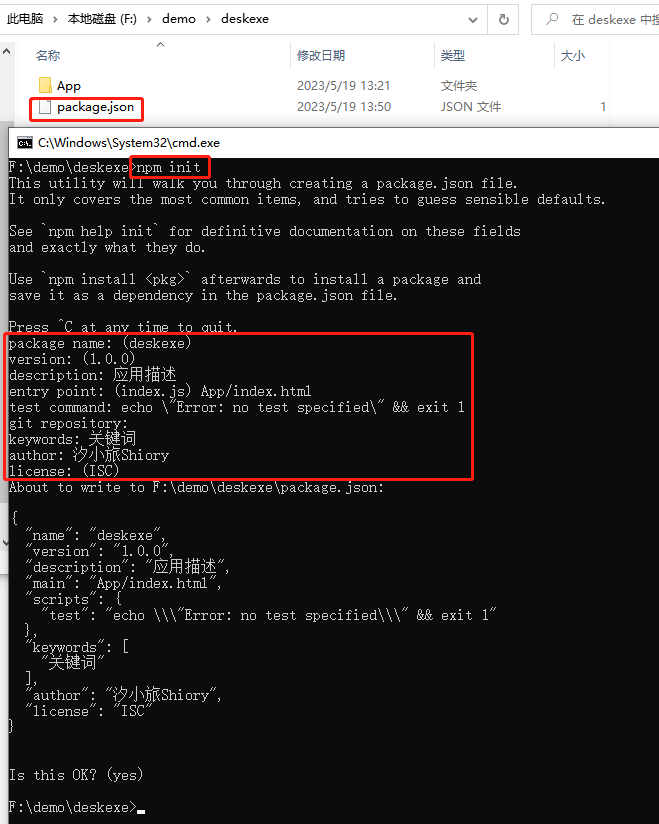 此电脑 > 本地磁盘 (F:) > demo > deskexe
在 deskexe 中搜
名称 修改日期 类型 大小
App 2023/5/19 13:21 文件夹
package.json 2023/5/19 13:50 JSON 文件 1
C:\Windows\System32\cmd.exe
F:\demo\deskexe>npm init
This utility will walk you through creating a package.json file.
It only covers the most common items, and tries to guess sensible defaults.
See `npm help init` for definitive documentation on these fields
and exactly what they do.
Use `npm install <pkg>` afterwards to install a package and
save it as a dependency in the package.json file.
Press ^C at any time to quit.
package name: (deskexe)
version: (1.0.0)
description: 应用描述
entry point: (index.js) App/index.html
test command: echo \"Error: no test specified\" && exit 1
git repository:
keywords: 关键词
author: 汐小旅Shiory
license: (ISC)
About to write to F:\demo\deskexe\package.json:
{
"name": "deskexe",
"version": "1.0.0",
"description": "应用描述",
"main": "App/index.html",
"scripts": {
"test": "echo \\\"Error: no test specified\\\" && exit 1"
},
"keywords": [
"关键词"
],
"author": "汐小旅Shiory",
"license": "ISC"
}
Is this OK? (yes)
F:\demo\deskexe>